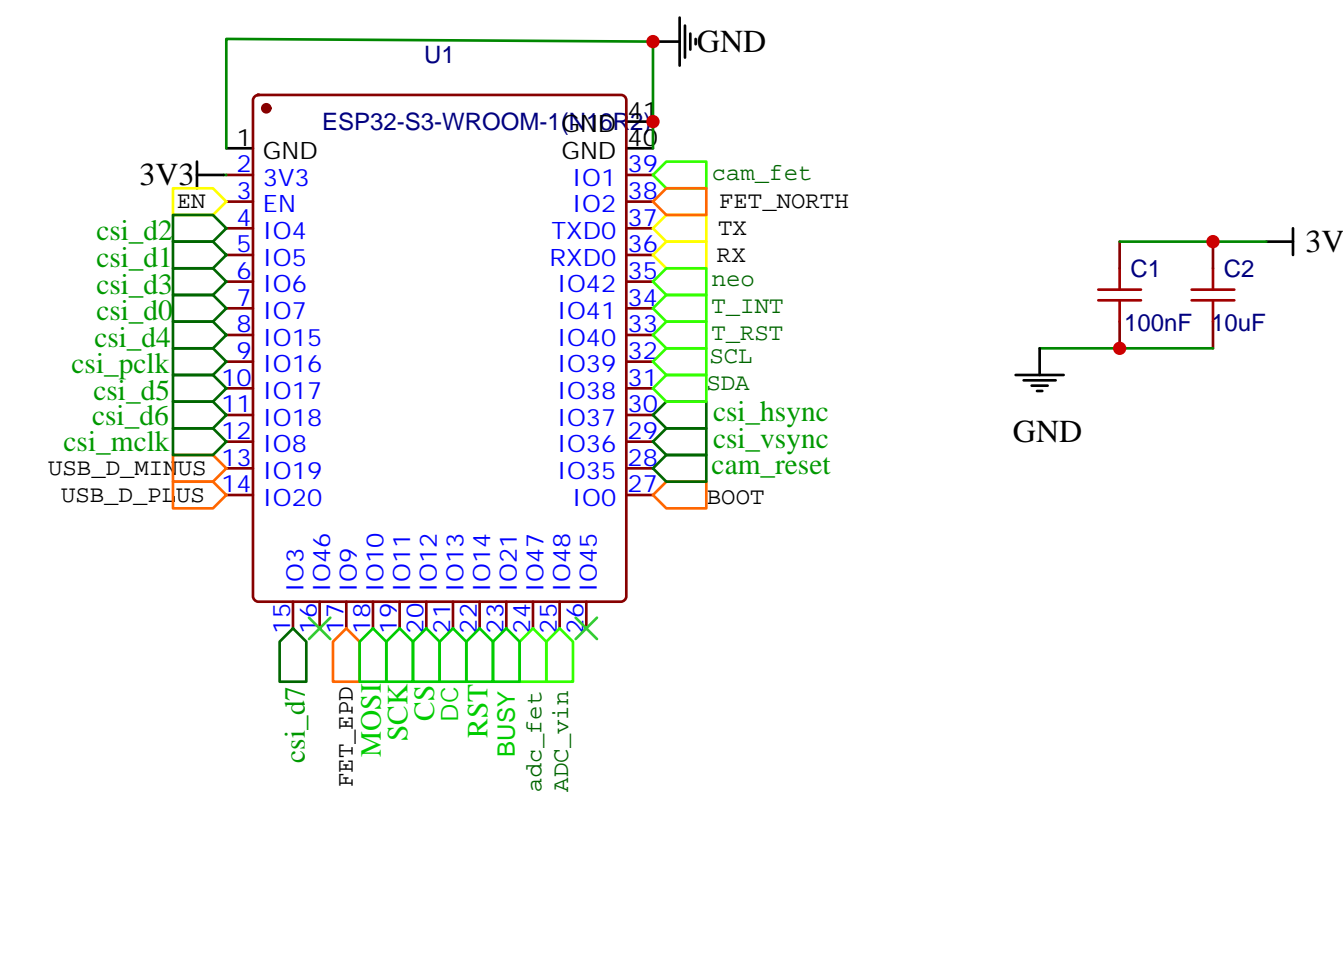 GND
U1
ESP32-S3-WROOM-1(N16R2)
41
GND
1
GND
40
GND
3V3
2
3V3
39
IO1
cam_fet
EN
3
EN
38
IO2
FET_NORTH
csi_d2
4
IO4
37
TXD0
TX
csi_d1
5
IO5
36
RXD0
RX
csi_d3
6
IO6
35
IO42
neo
csi_d0
7
IO7
34
IO41
T_INT
csi_d4
8
IO15
33
IO40
T_RST
csi_pclk
9
IO16
32
IO39
SCL
csi_d5
10
IO17
31
IO38
SDA
csi_d6
11
IO18
30
IO37
csi_hsync
csi_mclk
12
IO8
29
IO36
csi_vsync
USB_D_MINUS
13
IO19
28
IO35
cam_reset
USB_D_PLUS
14
IO20
27
IO0
BOOT
IO3
IO46
IO9
IO10
IO11
IO12
IO13
IO14
IO21
IO47
IO48
IO45
15
16
17
18
19
20
21
22
23
24
25
26
csi_d7
FET_EPD
MOSI
SCK
CS
DC
RST
BUSY
adc_fet
ADC_vin
3V
C1
C2
100nF
10uF
GND